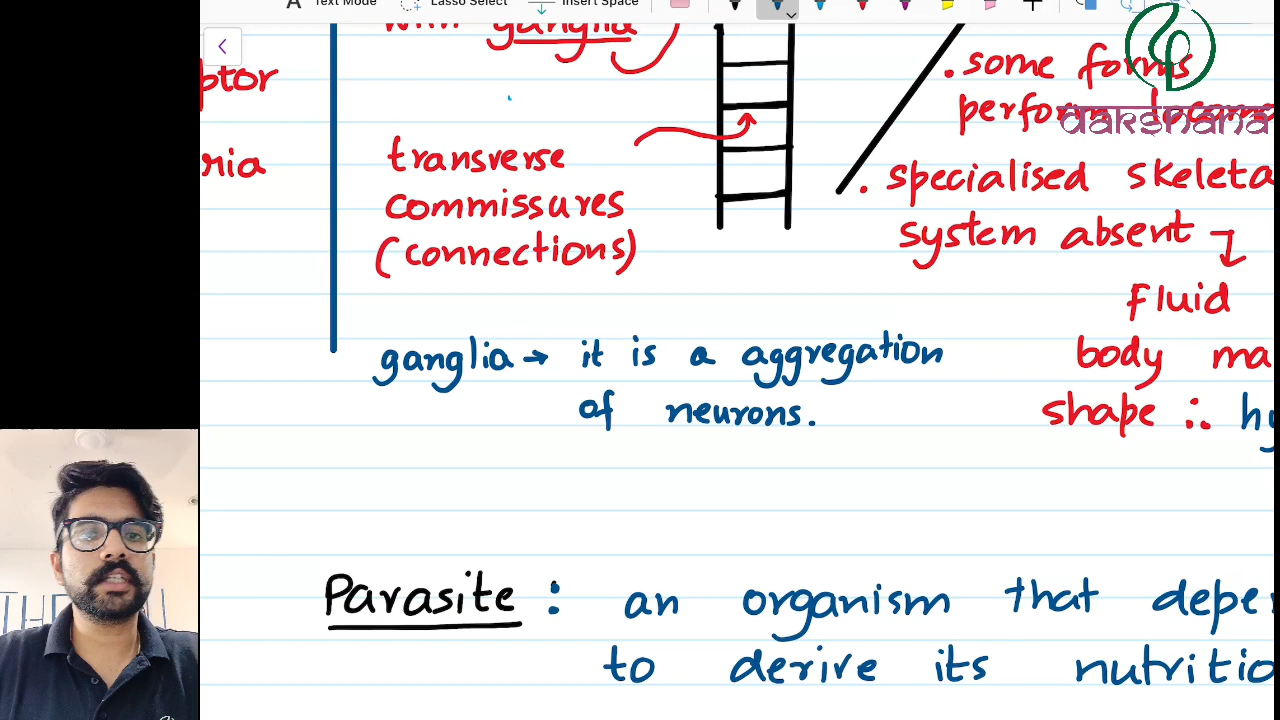 Text Mode Lasso Select Insert Space
with ganglia
ptor
ria
transverse
commissures
(connections)
. some forms
perform
dakshana
. specialised skeleta
system absent
Fluid
body ma
shape ∴ hy
ganglia → it is a aggregation
of neurons.
Parasite : an organism that depe
to derive its nutritio